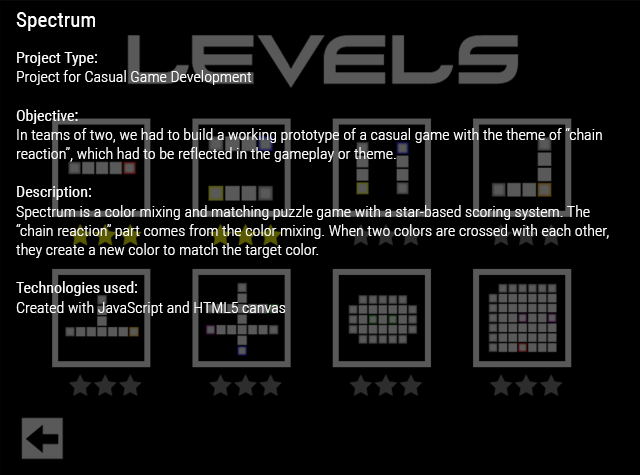 Spectrum
LEVELS
Project Type:
Project for Casual Game Development
Objective:
In teams of two, we had to build a working prototype of a casual game with the theme of “chain
reaction”, which had to be reflected in the gameplay or theme.
Description:
Spectrum is a color mixing and matching puzzle game with a star-based scoring system. The
“chain reaction” part comes from the color mixing. When two colors are crossed with each other,
they create a new color to match the target color.
Technologies used:
Created with JavaScript and HTML5 canvas